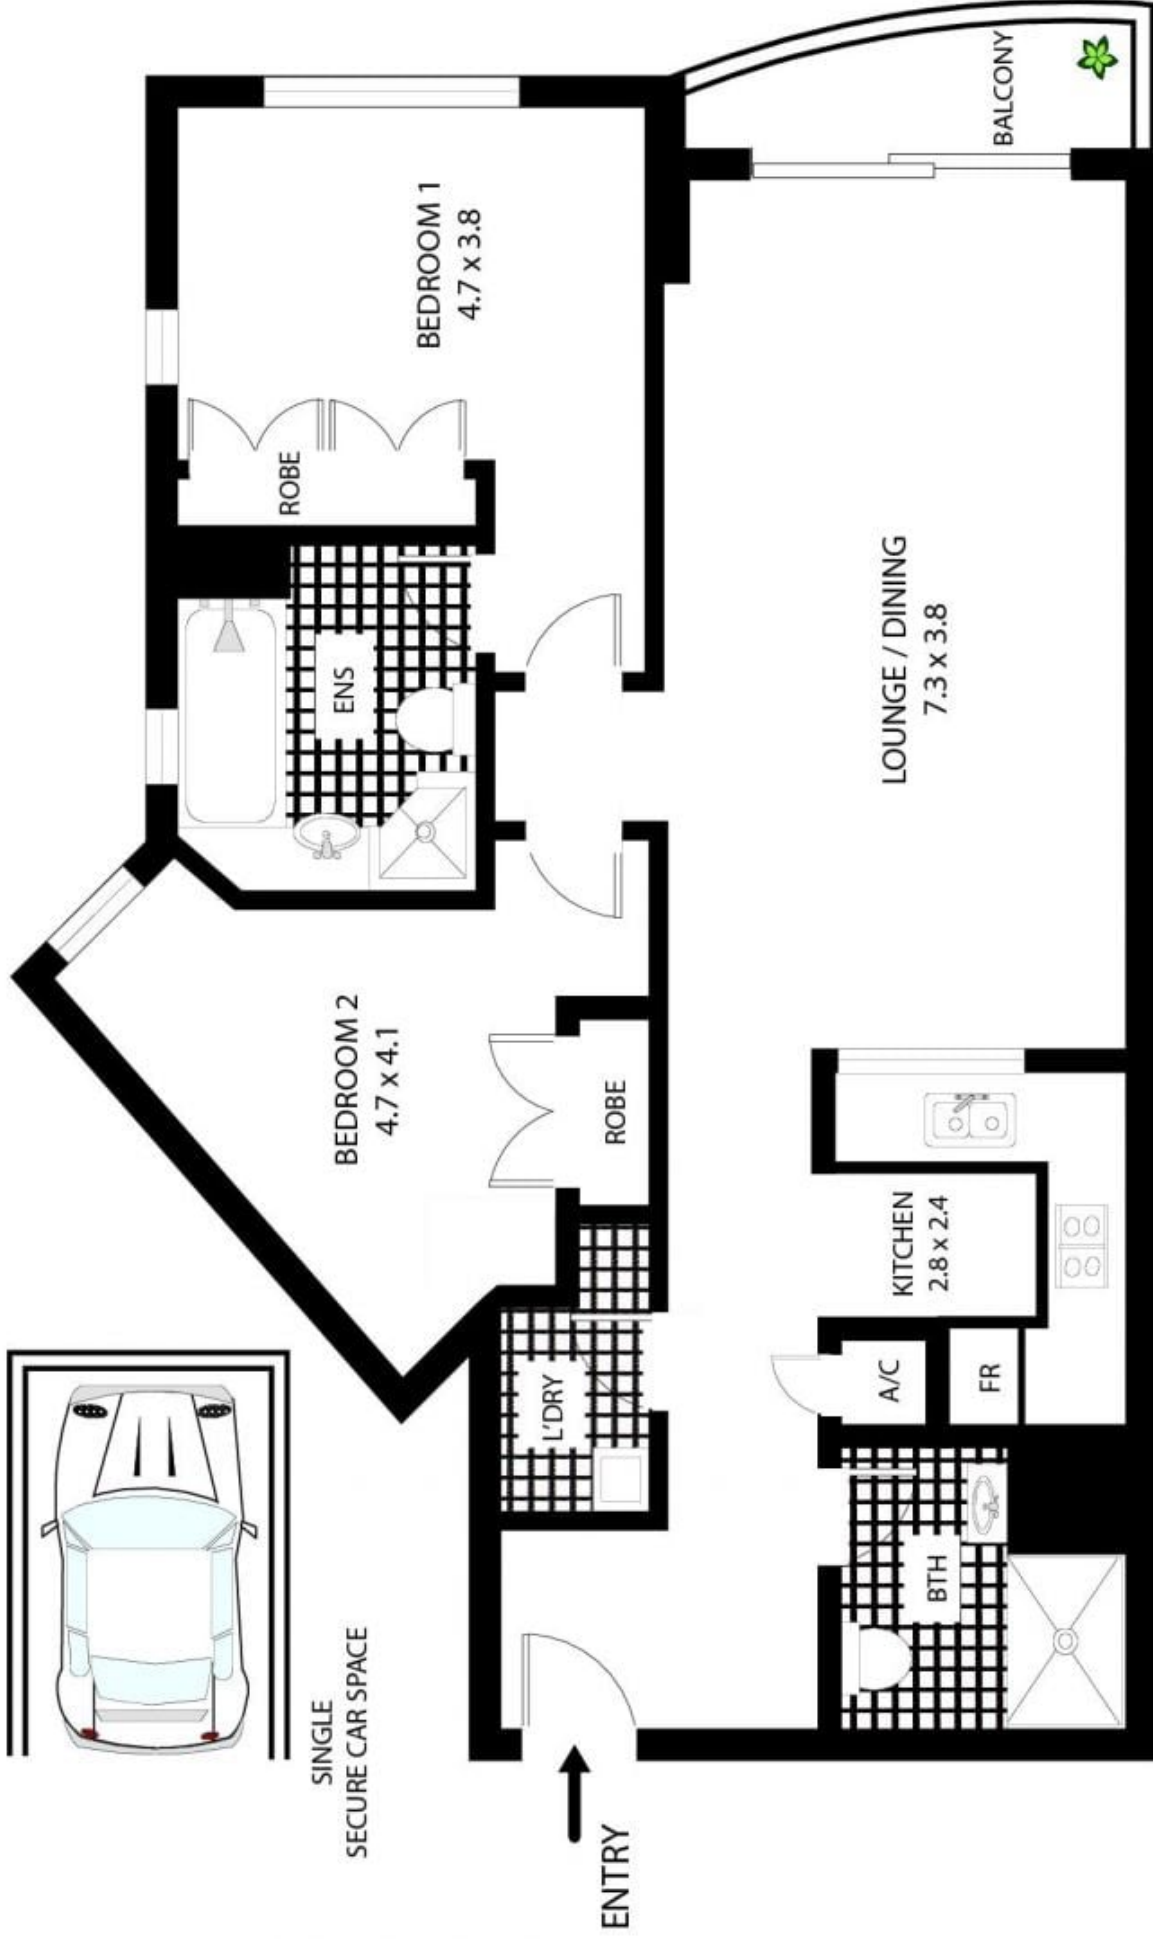 BALCONY
BEDROOM 1
4.7 x 3.8
ROBE
ENS
LOUNGE / DINING
7.3 x 3.8
BEDROOM 2
4.7 x 4.1
ROBE
KITCHEN
2.8 x 2.4
A/C
FR
L'DRY
BTH
SINGLE
SECURE CAR SPACE
ENTRY